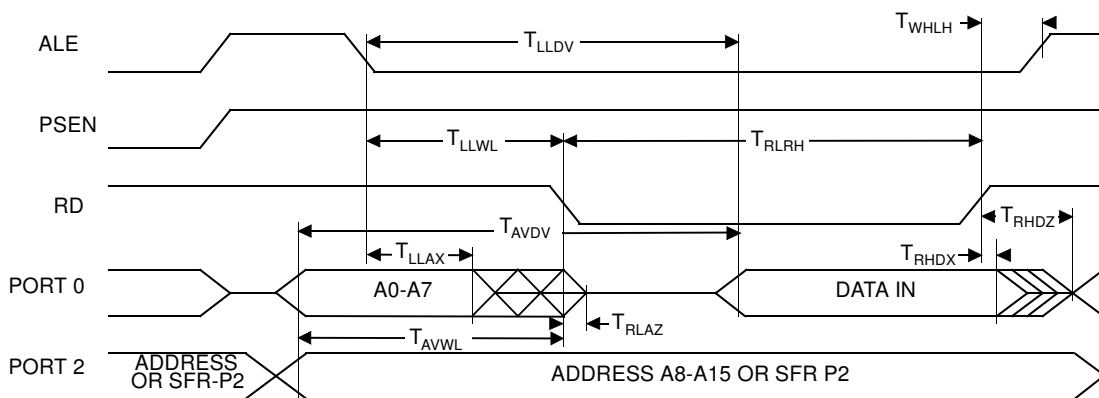 T_WHLH
ALE
T_LLDV
PSEN
T_LLWL
T_RLRH
RD
T_AVDV
T_RHDZ
T_LLAX
T_RHDX
PORT 0
A0-A7
DATA IN
T_RLAZ
T_AVWL
PORT 2
ADDRESS
OR SFR-P2
ADDRESS A8-A15 OR SFR P2